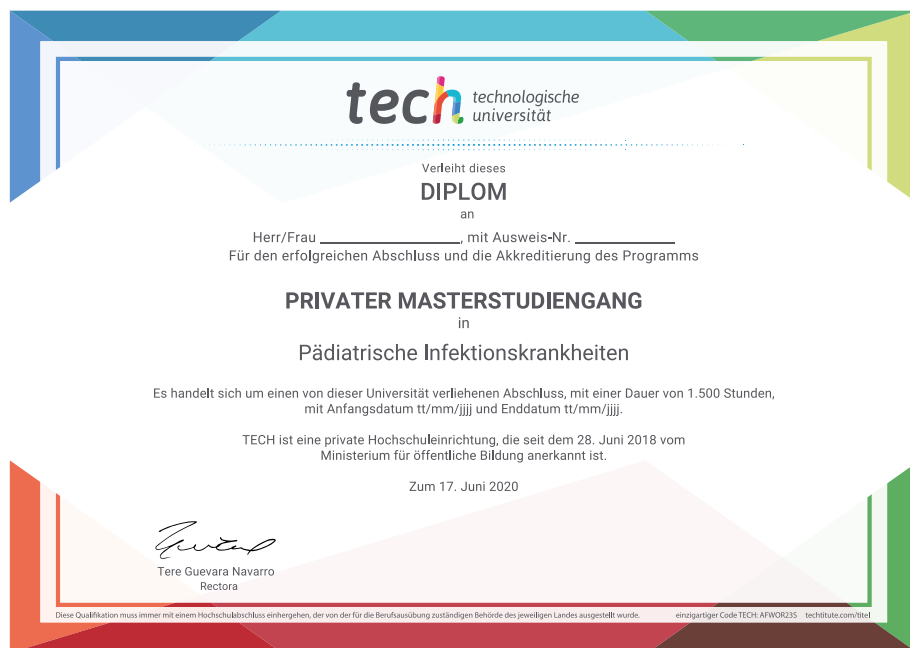 tech technologische
universität
Verleiht dieses
DIPLOM
an
Herr/Frau ____________________, mit Ausweis-Nr. ______________
Für den erfolgreichen Abschluss und die Akkreditierung des Programms
PRIVATER MASTERSTUDIENGANG
in
Pädiatrische Infektionskrankheiten
Es handelt sich um einen von dieser Universität verliehenen Abschluss, mit einer Dauer von 1.500 Stunden,
mit Anfangsdatum tt/mm/jjjj und Enddatum tt/mm/jjjj.
TECH ist eine private Hochschuleinrichtung, die seit dem 28. Juni 2018 vom
Ministerium für öffentliche Bildung anerkannt ist.
Zum 17. Juni 2020
Tere Guevara Navarro
Rectora
Diese Qualifikation muss immer mit einem Hochschulabschluss einhergehen, der von der für die Berufsausübung zuständigen Behörde des jeweiligen Landes ausgestellt wurde. einzigartiger Code TECH: AFWOR23S techtitute.com/titel